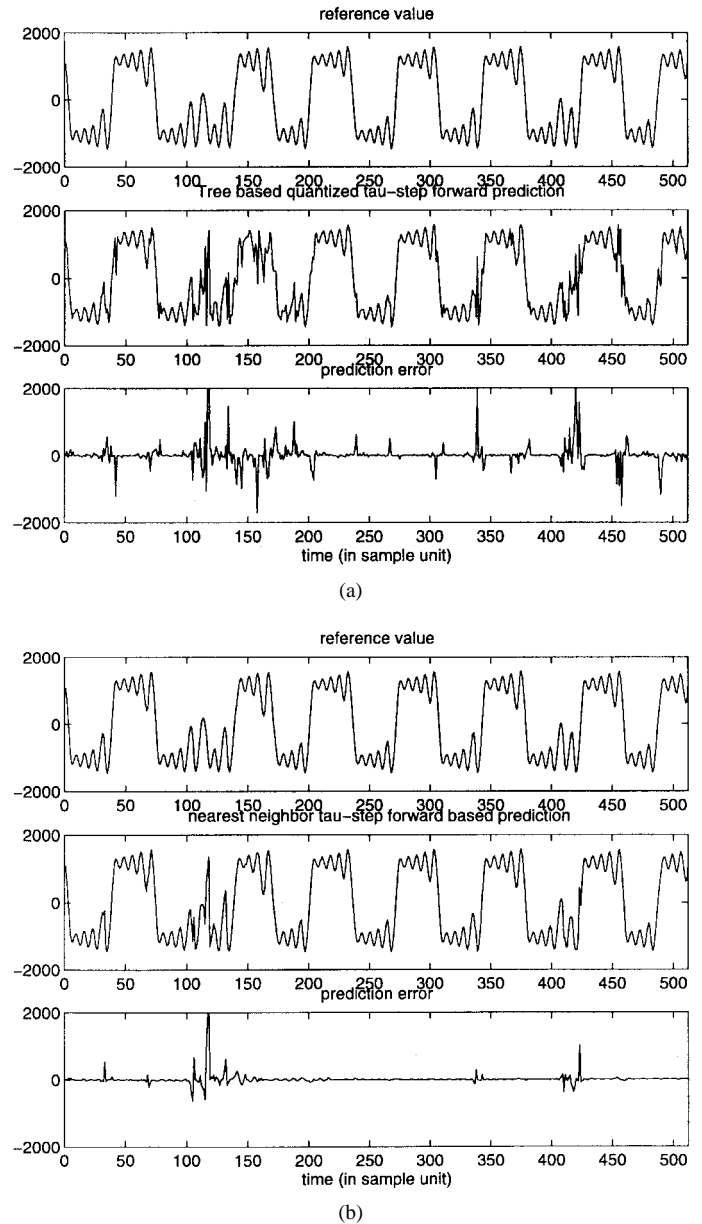 reference value
2000
0
−2000
0 50 100 150 200 250 300 350 400 450 500
Tree based quantized tau−step forward prediction
2000
0
−2000
0 50 100 150 200 250 300 350 400 450 500
prediction error
2000
0
−2000
0 50 100 150 200 250 300 350 400 450 500
time (in sample unit)
(a)
reference value
2000
0
−2000
0 50 100 150 200 250 300 350 400 450 500
nearest neighbor tau−step forward based prediction
2000
0
−2000
0 50 100 150 200 250 300 350 400 450 500
prediction error
2000
0
−2000
0 50 100 150 200 250 300 350 400 450 500
time (in sample unit)
(b)